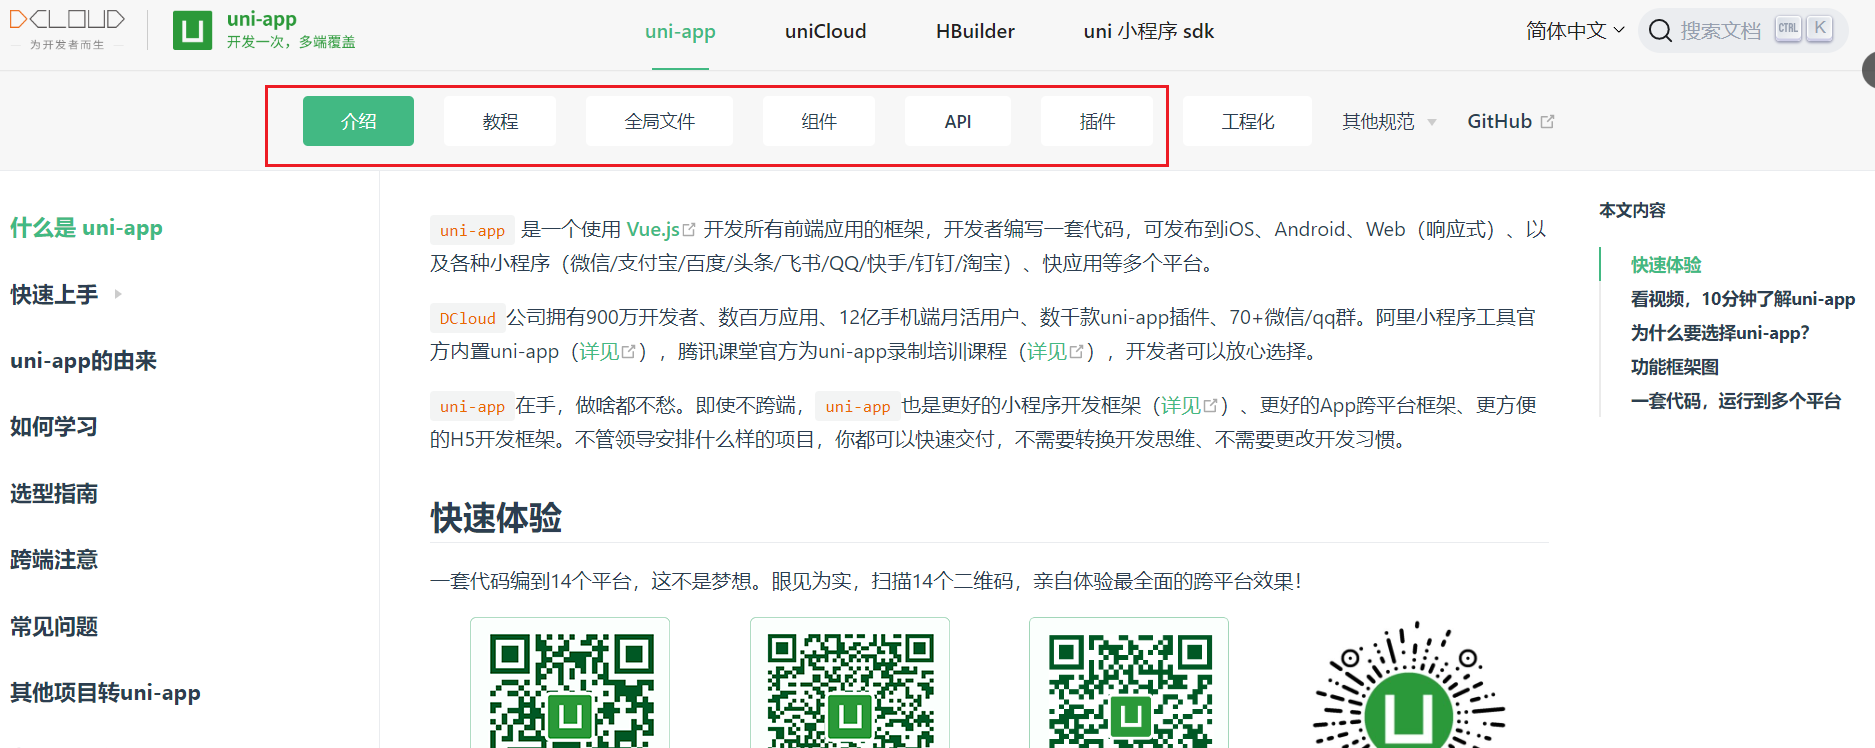 DCLOUD
为开发者而生
uni-app
开发一次，多端覆盖
uni-app
uniCloud
HBuilder
uni 小程序 sdk
简体中文
搜索文档
CTRL
K
介绍
教程
全局文件
组件
API
插件
工程化
其他规范
GitHub
什么是 uni-app
快速上手
uni-app的由来
如何学习
选型指南
跨端注意
常见问题
其他项目转uni-app
uni-app 是一个使用 Vue.js 开发所有前端应用的框架，开发者编写一套代码，可发布到iOS、Android、Web（响应式）、以
及各种小程序（微信/支付宝/百度/头条/飞书/QQ/快手/钉钉/淘宝）、快应用等多个平台。
DCloud 公司拥有900万开发者、数百万应用、12亿手机端月活用户、数千款uni-app插件、70+微信/qq群。阿里小程序工具官
方内置uni-app（详见），腾讯课堂官方为uni-app录制培训课程（详见），开发者可以放心选择。
uni-app 在手，做啥都不愁。即使不跨端，uni-app 也是更好的小程序开发框架（详见）、更好的App跨平台框架、更方便
的H5开发框架。不管领导安排什么样的项目，你都可以快速交付，不需要转换开发思维、不需要更改开发习惯。
快速体验
一套代码编到14个平台，这不是梦想。眼见为实，扫描14个二维码，亲自体验最全面的跨平台效果！
本文内容
快速体验
看视频，10分钟了解uni-app
为什么要选择uni-app？
功能框架图
一套代码，运行到多个平台